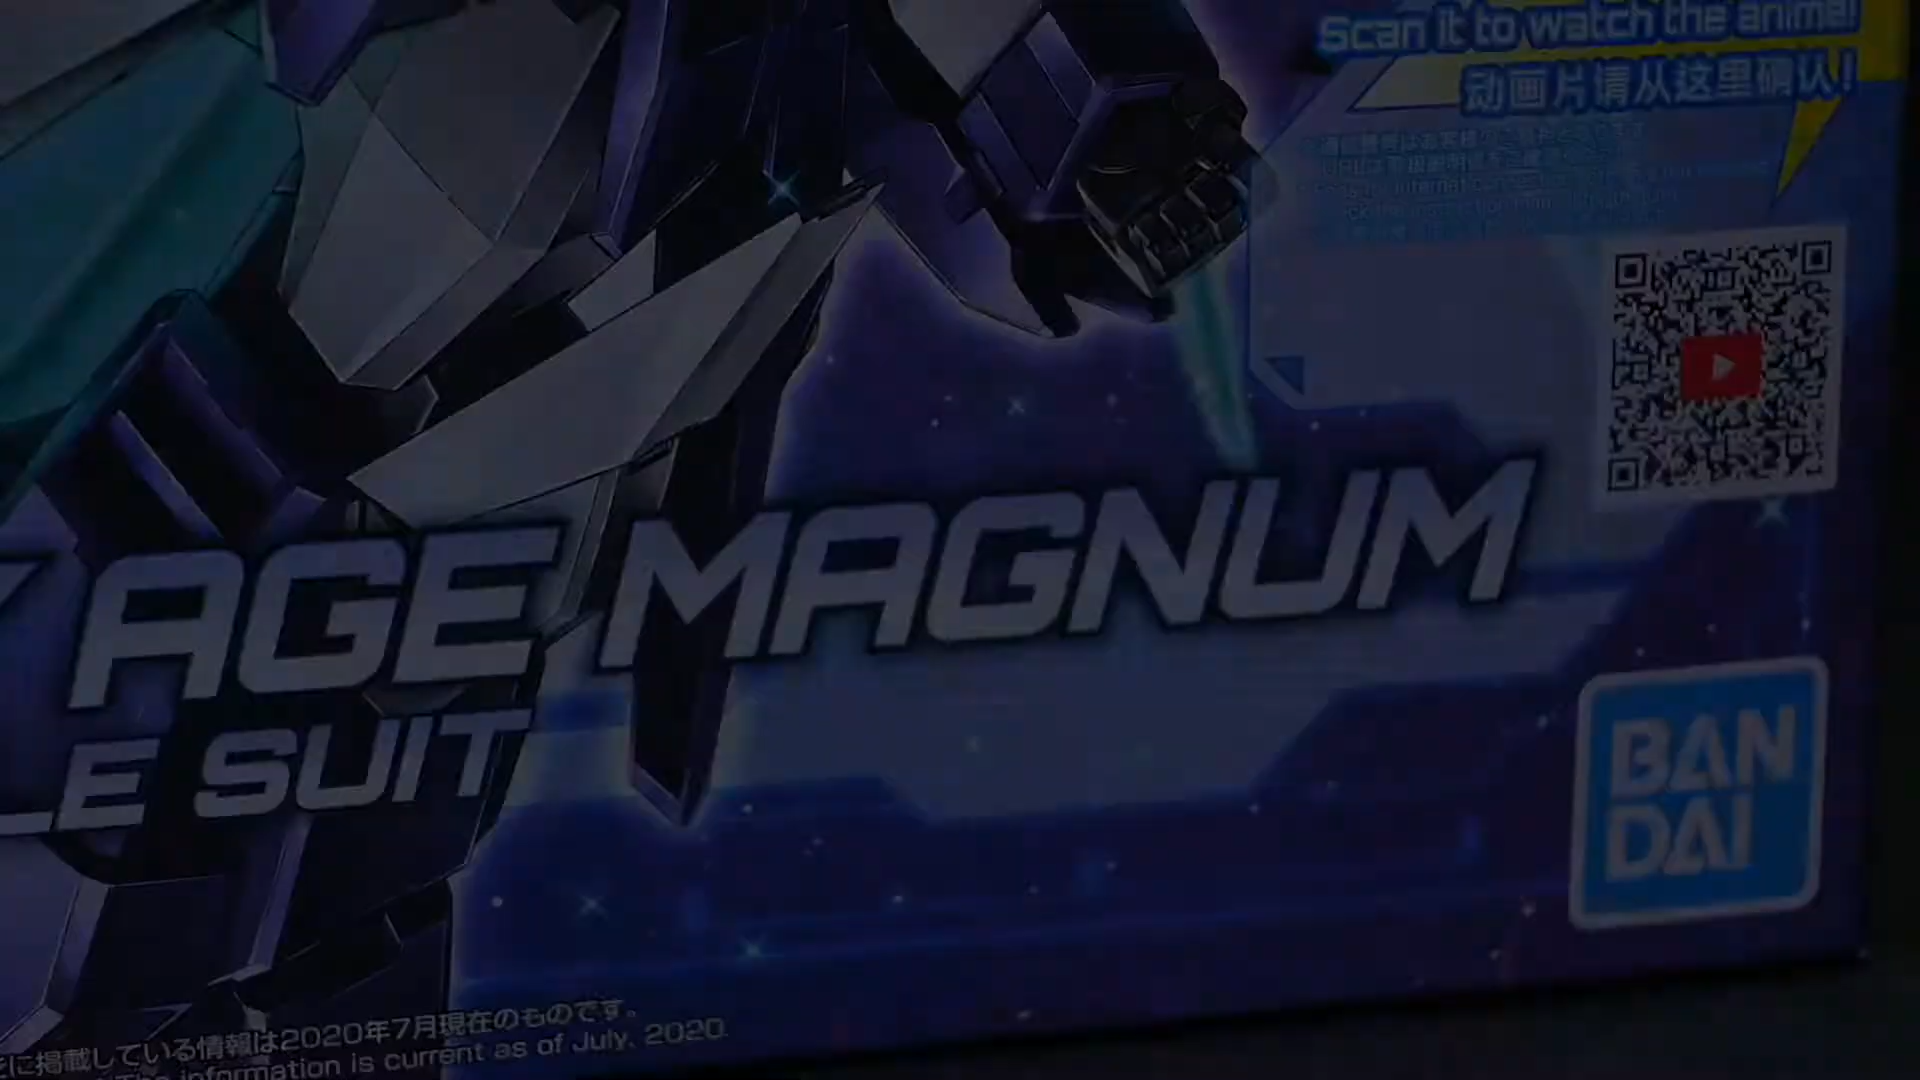 Scan it to watch the anime!
动画片请从这里确认！
AGE MAGNUM
LE SUIT
BAN
DAI
に掲載している情報は2020年7月現在のものです。
The information is current as of July, 2020.